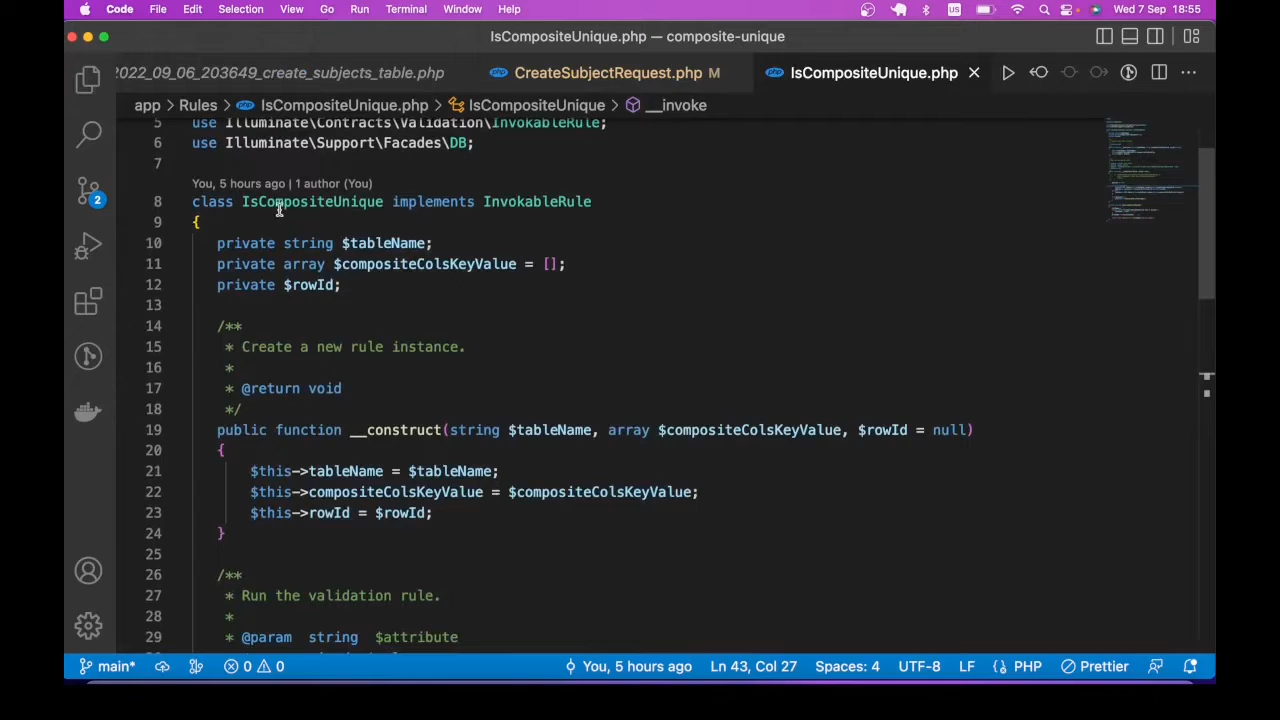 Code File Edit Selection View Go Run Terminal Window Help US Wed 7 Sep 18:55
IsCompositeUnique.php — composite-unique
2022_09_06_203649_create_subjects_table.php php CreateSubjectRequest.php M php IsCompositeUnique.php
app > Rules > php IsCompositeUnique.php > IsCompositeUnique > __invoke
5 use Illuminate\Contracts\Validation\InvokableRule;
6 use Illuminate\Support\Facades\DB;
7
You, 5 hours ago | 1 author (You)
8 class IsCompositeUnique implements InvokableRule
9 {
10 private string $tableName;
11 private array $compositeColsKeyValue = [];
12 private $rowId;
13
14 /**
15 * Create a new rule instance.
16 *
17 * @return void
18 */
19 public function __construct(string $tableName, array $compositeColsKeyValue, $rowId = null)
20 {
21 $this->tableName = $tableName;
22 $this->compositeColsKeyValue = $compositeColsKeyValue;
23 $this->rowId = $rowId;
24 }
25
26 /**
27 * Run the validation rule.
28 *
29 * @param string $attribute
2
main* 0 0 You, 5 hours ago Ln 43, Col 27 Spaces: 4 UTF-8 LF PHP Prettier